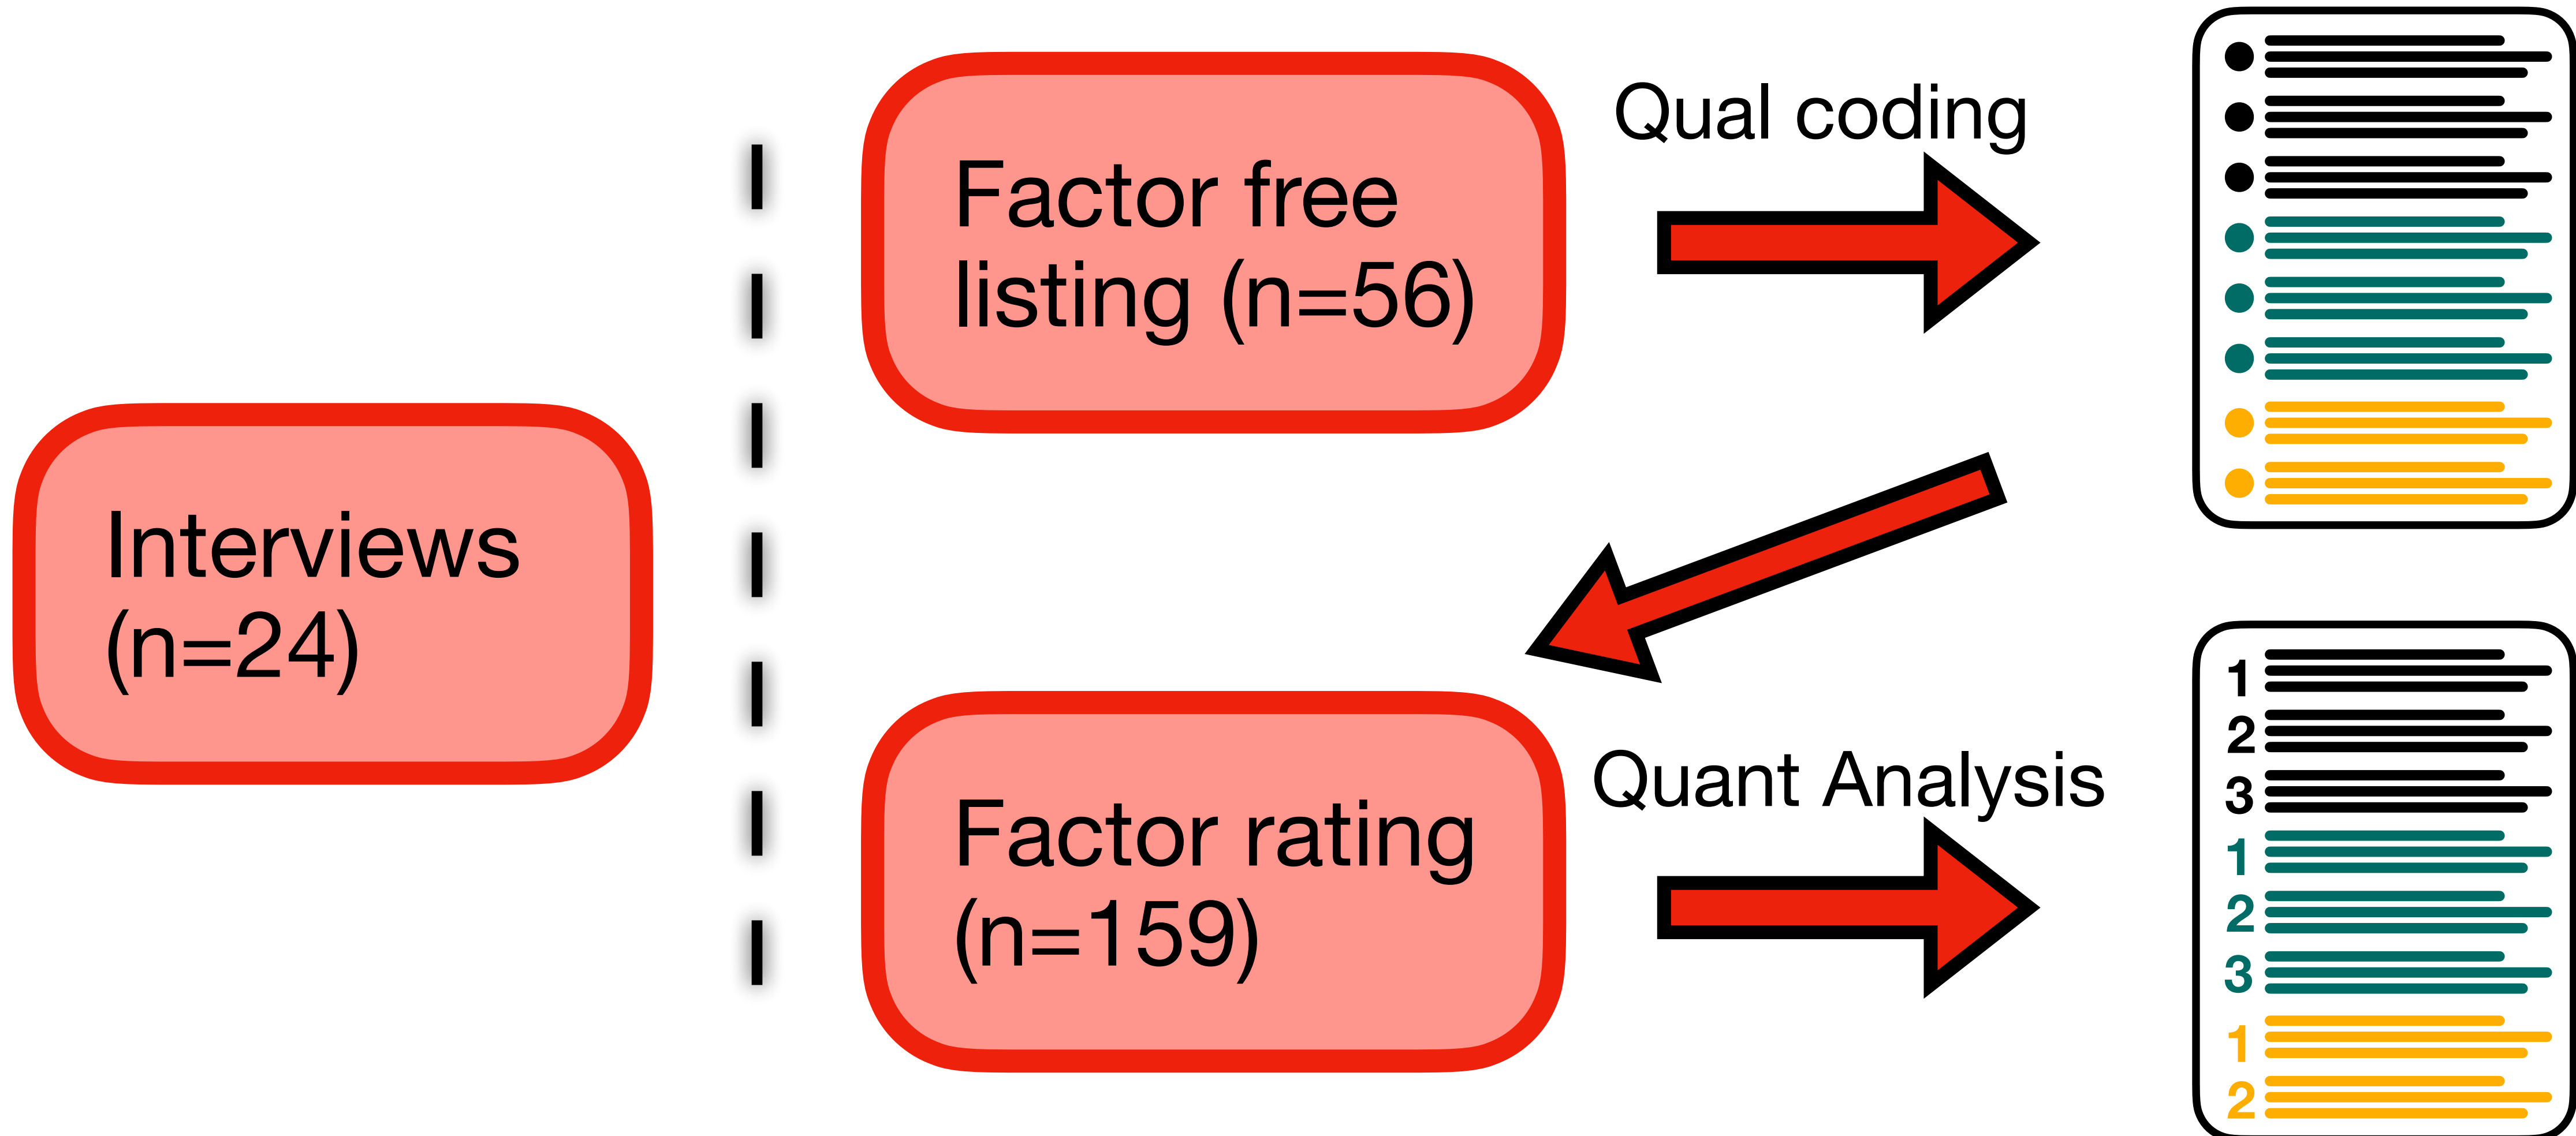 Interviews
(n=24)
Factor free
listing (n=56)
Qual coding
Factor rating
(n=159)
Quant Analysis
1
2
3
1
2
3
1
2